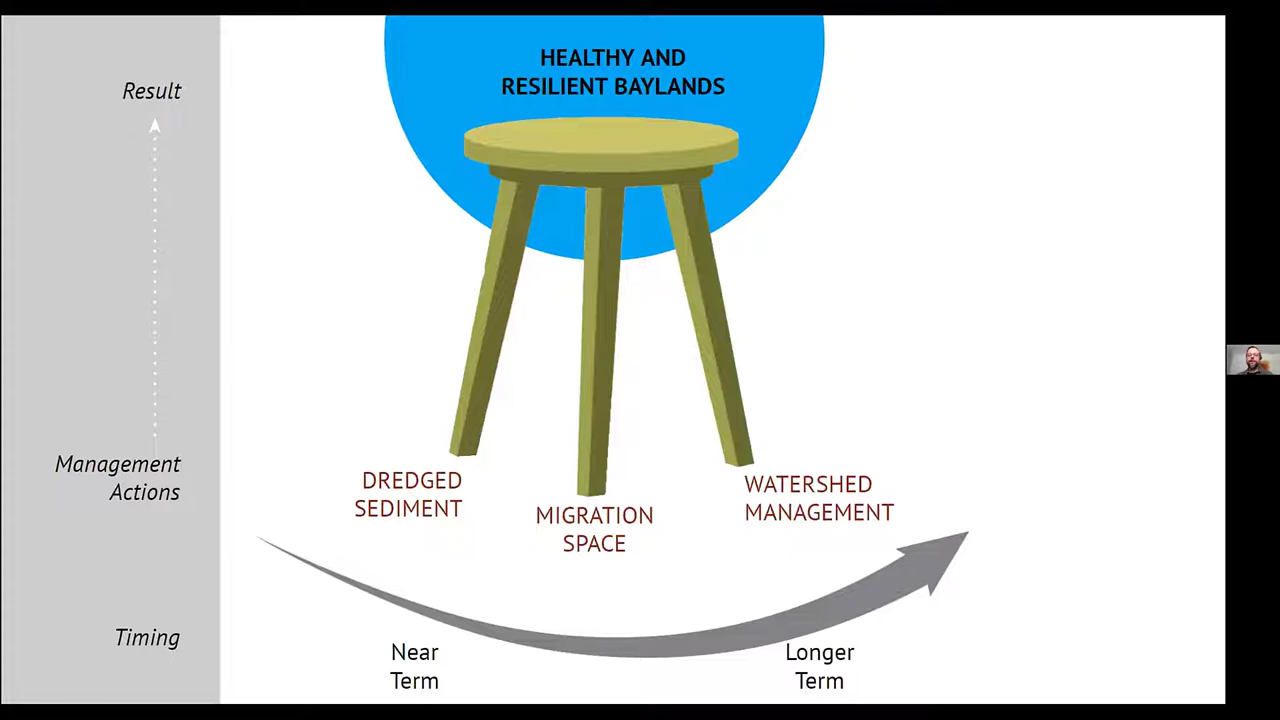 HEALTHY AND
RESILIENT BAYLANDS
Result
Management
Actions
DREDGED
SEDIMENT
MIGRATION
SPACE
WATERSHED
MANAGEMENT
Timing
Near
Term
Longer
Term